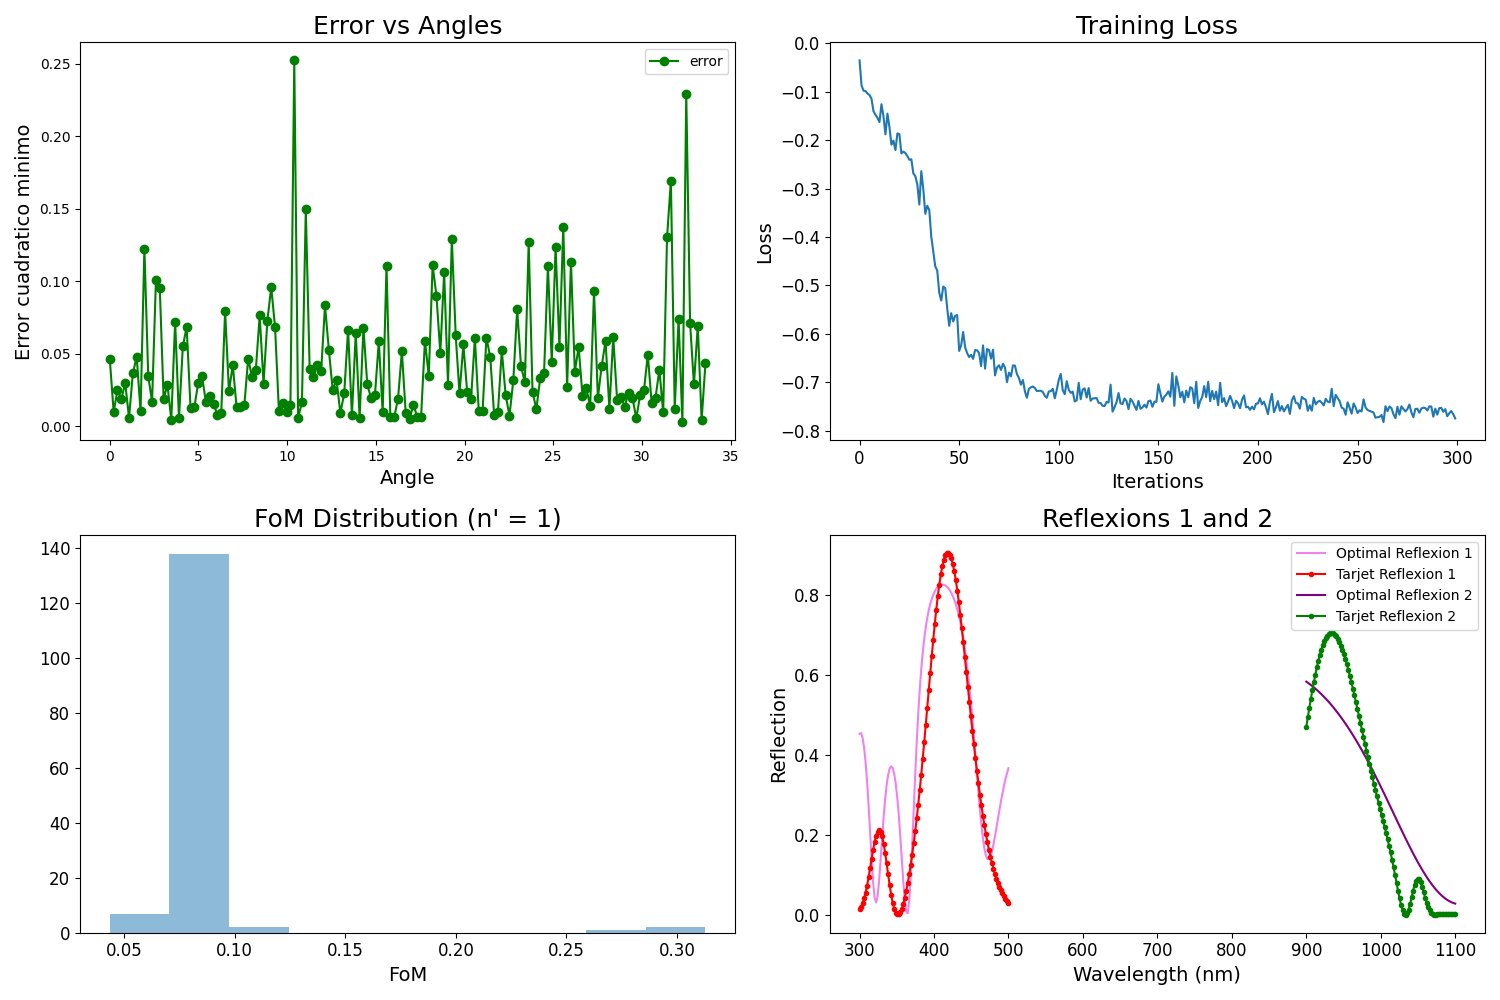 Error vs Angles
error
Error cuadratico minimo
0.25
0.20
0.15
0.10
0.05
0.00
0 5 10 15 20 25 30 35
Angle
Training Loss
Loss
0.0
−0.1
−0.2
−0.3
−0.4
−0.5
−0.6
−0.7
−0.8
0 50 100 150 200 250 300
Iterations
FoM Distribution (n' = 1)
140
120
100
80
60
40
20
0
0.05 0.10 0.15 0.20 0.25 0.30
FoM
Reflexions 1 and 2
Optimal Reflexion 1
Tarjet Reflexion 1
Optimal Reflexion 2
Tarjet Reflexion 2
Reflection
0.8
0.6
0.4
0.2
0.0
300 400 500 600 700 800 900 1000 1100
Wavelength (nm)